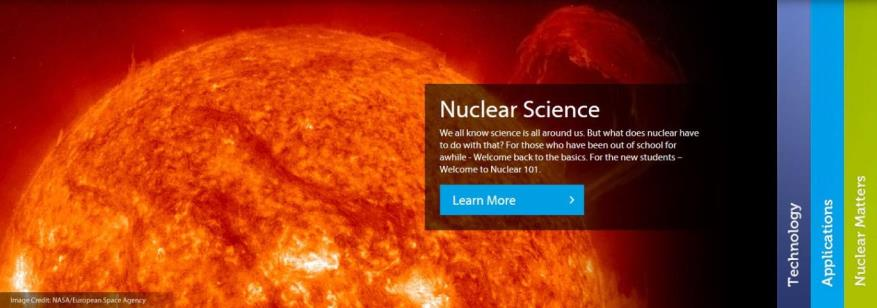 Nuclear Science
We all know science is all around us. But what does nuclear have
to do with that? For those who have been out of school for
awhile - Welcome back to the basics. For the new students –
Welcome to Nuclear 101.
Learn More
Image Credit: NASA/European Space Agency
Technology
Applications
Nuclear Matters